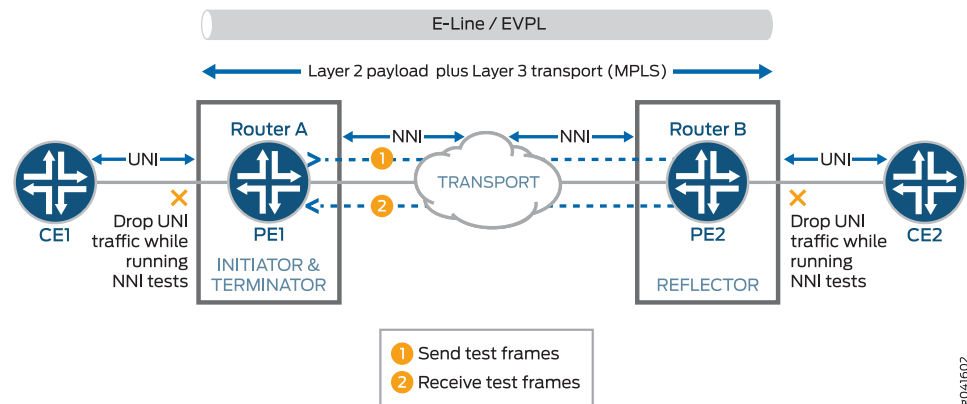 E-Line / EVPL
Layer 2 payload plus Layer 3 transport (MPLS)
Router A
NNI
NNI
Router B
UNI
1
UNI
TRANSPORT
2
CE1
Drop UNI
traffic while
running
NNI tests
PE1
INITIATOR &
TERMINATOR
PE2
REFLECTOR
Drop UNI
traffic while
running
NNI tests
CE2
1 Send test frames
2 Receive test frames
g041602